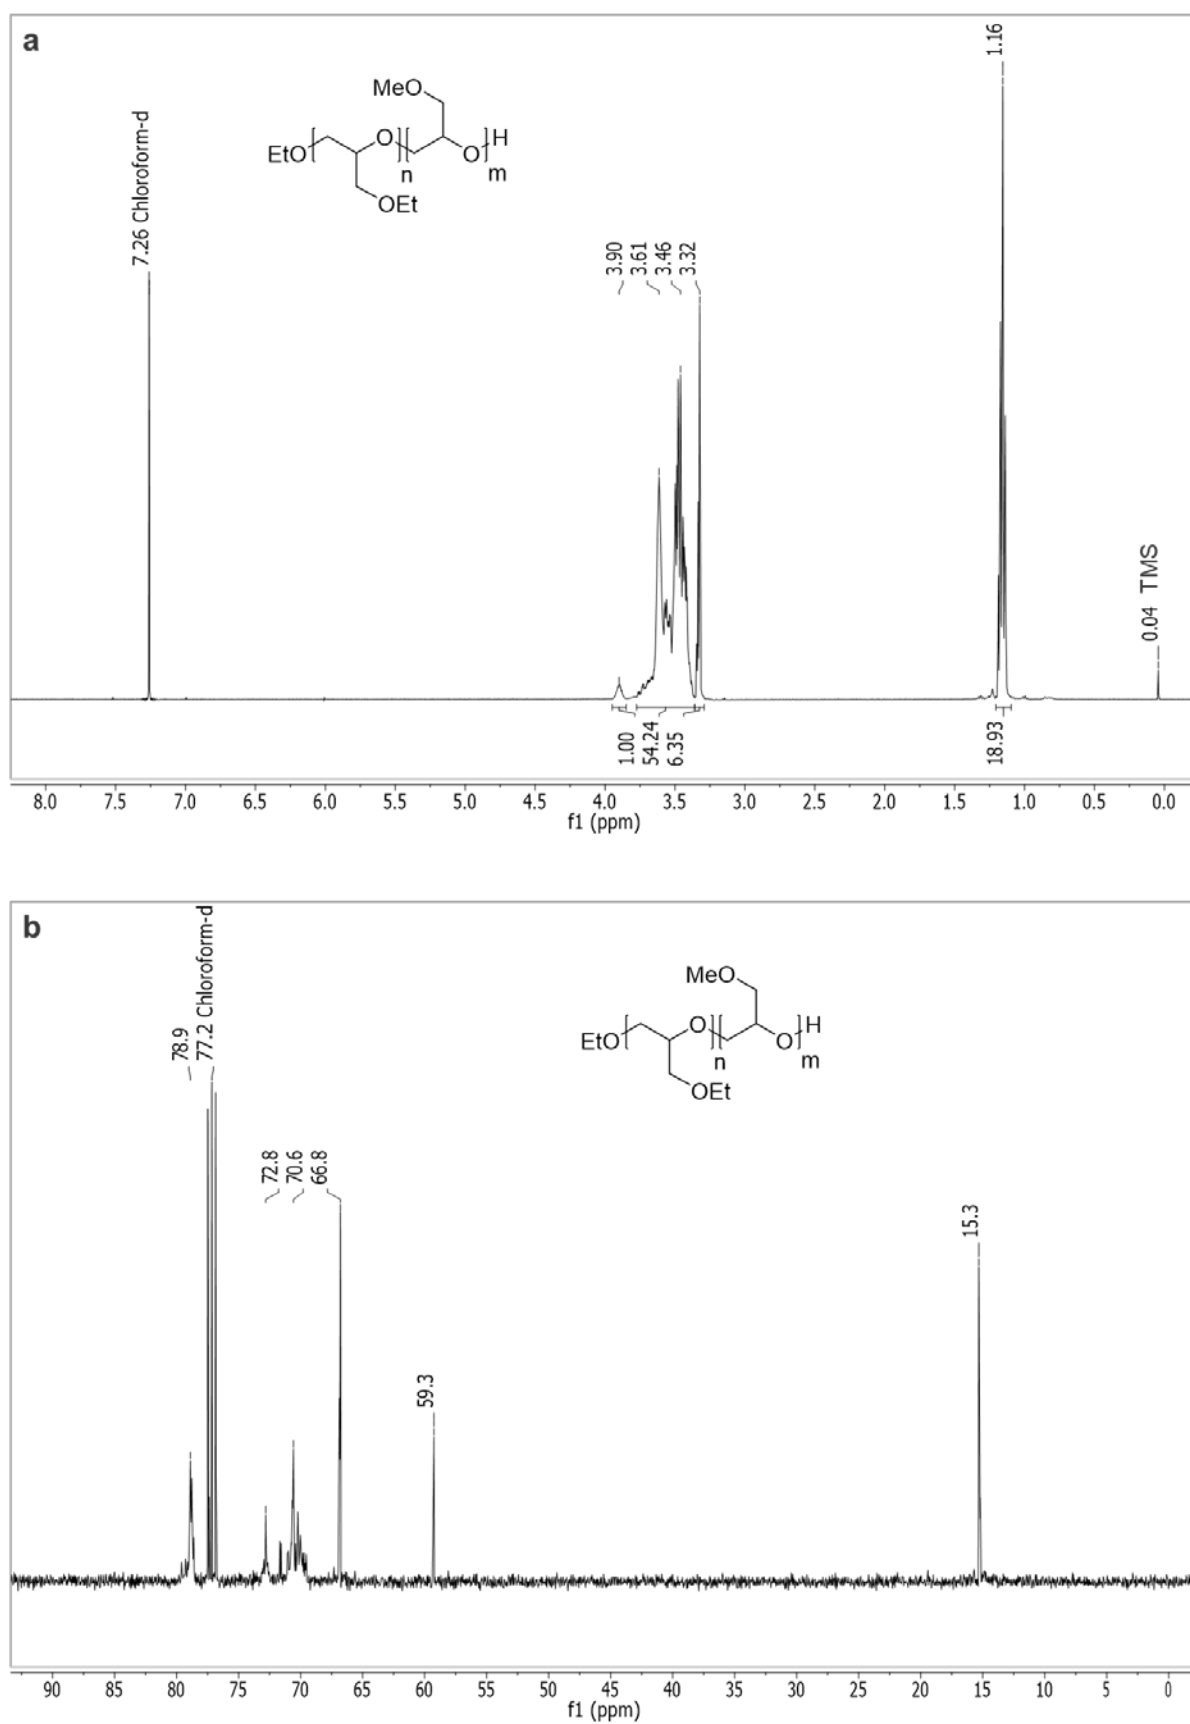 a
7.26 Chloroform-d
MeO
EtO
O
n
OEt
O
H
m
3.90
3.61
3.46
3.32
1.16
0.04 TMS
1.00
54.24
6.35
18.93
8.0 7.5 7.0 6.5 6.0 5.5 5.0 4.5 4.0 3.5 3.0 2.5 2.0 1.5 1.0 0.5 0.0
f1 (ppm)
b
78.9
77.2 Chloroform-d
72.8
70.6
66.8
59.3
15.3
MeO
EtO
O
n
OEt
O
H
m
90 85 80 75 70 65 60 55 50 45 40 35 30 25 20 15 10 5 0
f1 (ppm)